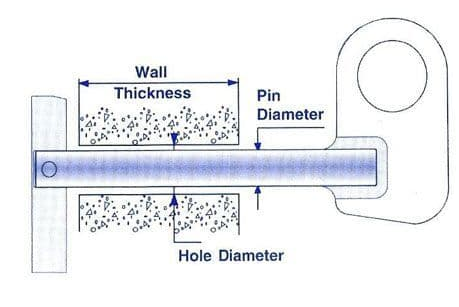 Wall
Thickness
Pin
Diameter
Hole Diameter